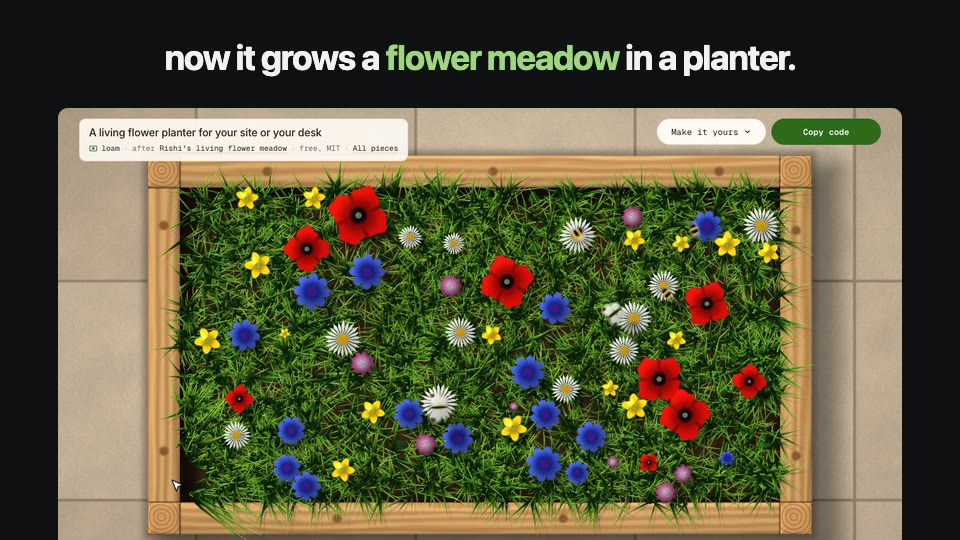 now it grows a flower meadow in a planter.
A living flower planter for your site or your desk
loam · after Rishi's living flower meadow · free, MIT · All pieces
Make it yours
Copy code